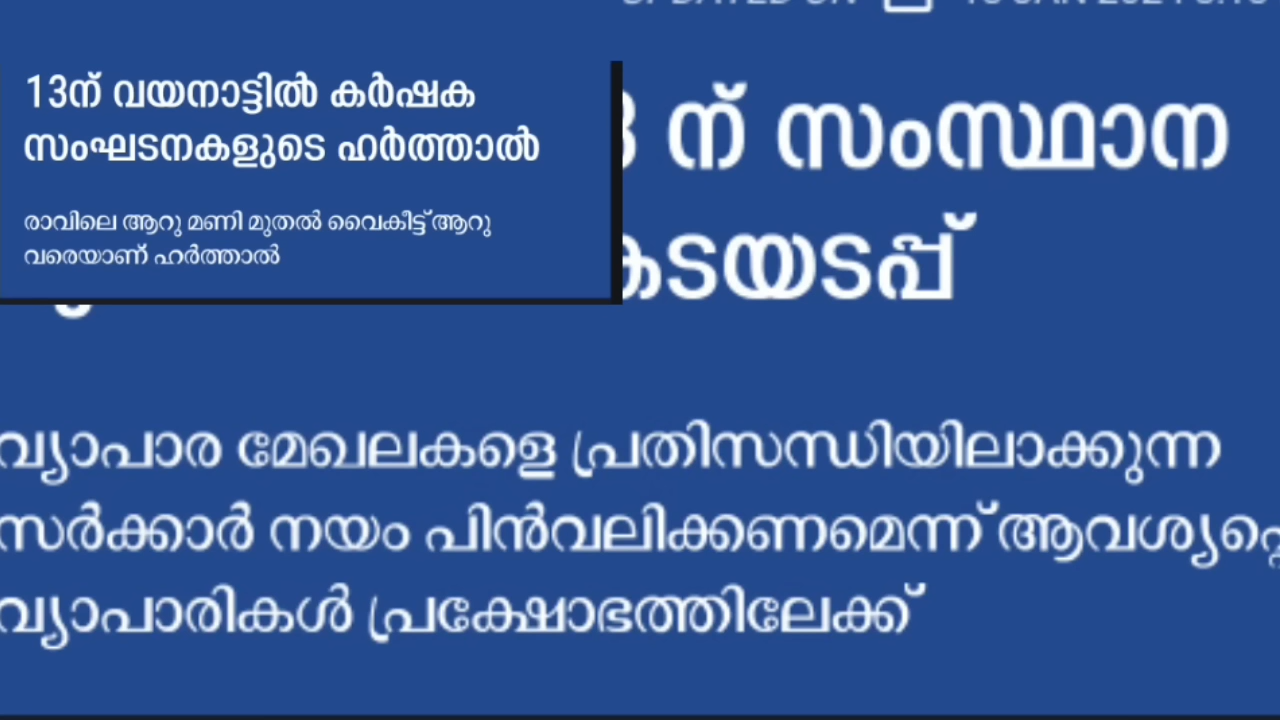 13ന് വയനാട്ടിൽ കർഷക
സംഘടനകളുടെ ഹർത്താൽ
രാവിലെ ആറു മണി മുതൽ വൈകീട്ട് ആറു
വരെയാണ് ഹർത്താൽ
ന് സംസ്ഥാന
കടയടപ്പ്
വ്യാപാര മേഖലകളെ പ്രതിസന്ധിയിലാക്കുന്ന
സർക്കാർ നയം പിൻവലിക്കണമെന്ന്
വ്യാപാരികൾ പ്രക്ഷോഭത്തിലേക്ക്